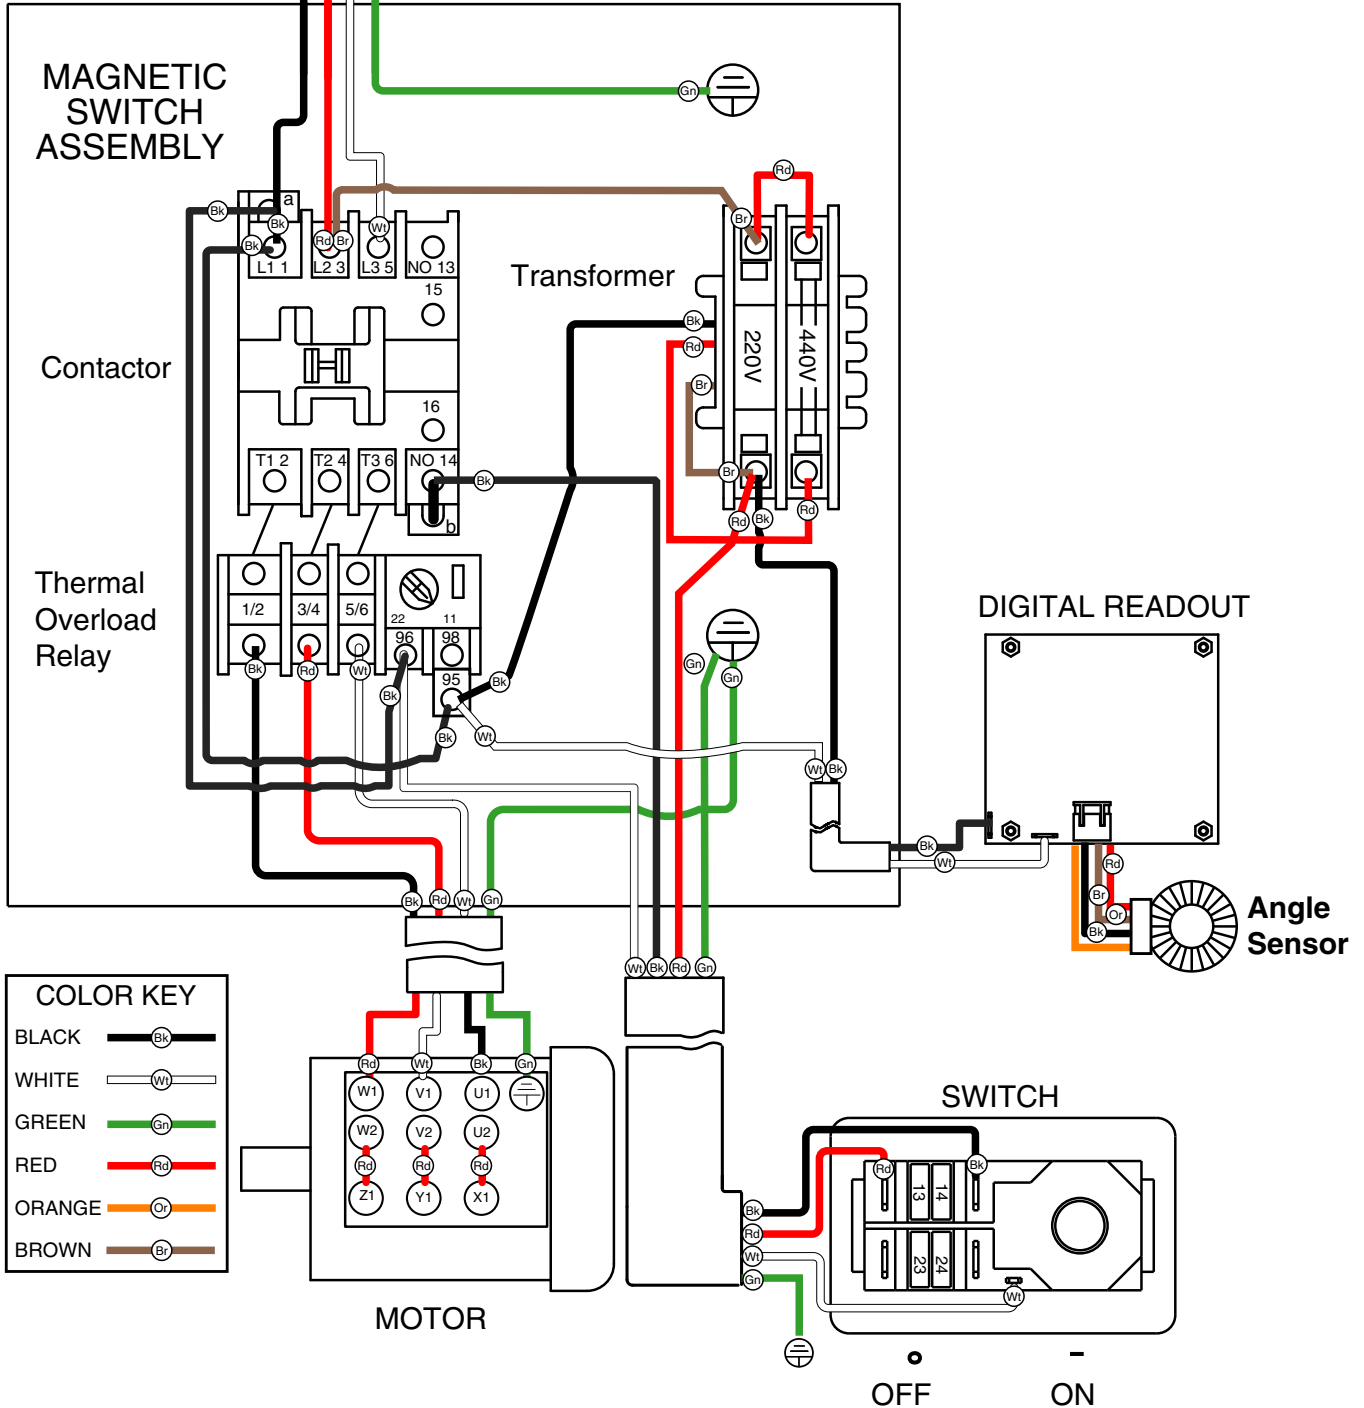 MAGNETIC
SWITCH
ASSEMBLY
Gn
Rd
Bk
a
Bk
Br
Bk
Rd
Br
Wt
L1 1
L2 3
L3 5
NO 13
15
Transformer
Bk
Rd
220V
440V
Contactor
Br
16
T1 2
T2 4
T3 6
NO 14
Bk
Br
b
Rd
Bk
Rd
Thermal
Overload
Relay
1/2
3/4
5/6
22
11
96
98
Bk
Rd
Wt
95
Bk
Bk
Gn
Gn
Bk
Wt
Wt
Bk
DIGITAL READOUT
Bk
Wt
Rd
Br
Or
Bk
Angle
Sensor
Bk
Rd
Wt
Gn
Wt
Bk
Rd
Gn
COLOR KEY
BLACK
Bk
WHITE
Wt
GREEN
Gn
RED
Rd
ORANGE
Or
BROWN
Br
Rd
Wt
Bk
Gn
W1
V1
U1
W2
V2
U2
Rd
Rd
Rd
Z1
Y1
X1
MOTOR
SWITCH
Rd
Bk
13
14
Bk
Rd
Wt
Gn
23
24
Wt
OFF
ON